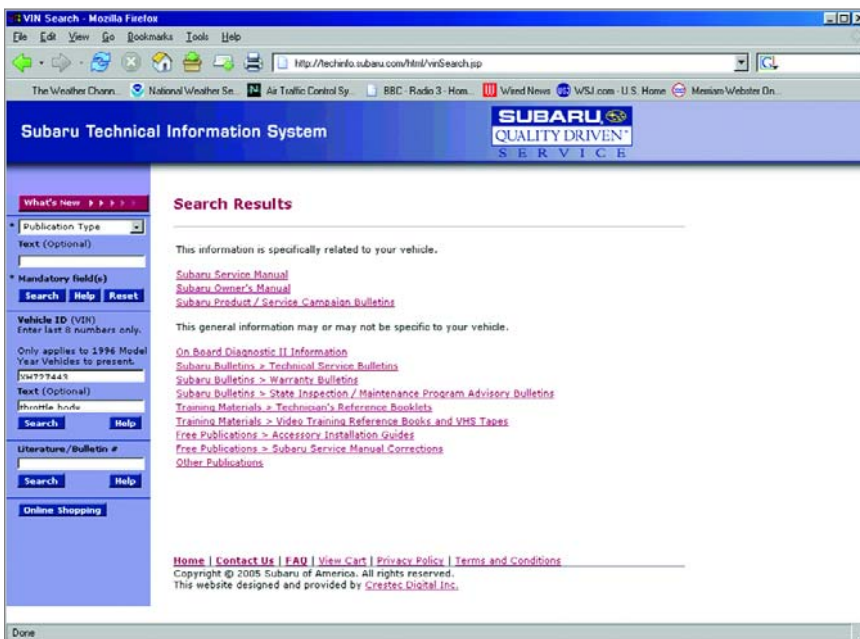 VIN Search - Mozilla Firefox
File Edit View Go Bookmarks Tools Help
http://techinfo.subaru.com/html/vinSearch.jsp
The Weather Chann... National Weather Se... Air Traffic Control Sy... BBC - Radio 3 - Hom... Wired News WSJ.com - U.S. Home Merriam-Webster On...
Subaru Technical Information System
SUBARU
QUALITY DRIVEN
SERVICE
What's New
* Publication Type
Text (Optional)
* Mandatory field(s)
Search Help Reset
Vehicle ID (VIN)
Enter last 8 numbers only.
Only applies to 1996 Model
Year Vehicles to present.
XH727443
Text (Optional)
throttle body
Search Help
Literature/Bulletin #
Search Help
Online Shopping
Search Results
This information is specifically related to your vehicle.
Subaru Service Manual
Subaru Owner's Manual
Subaru Product / Service Campaign Bulletins
This general information may or may not be specific to your vehicle.
On Board Diagnostic II Information
Subaru Bulletins > Technical Service Bulletins
Subaru Bulletins > Warranty Bulletins
Subaru Bulletins > State Inspection / Maintenance Program Advisory Bulletins
Training Materials > Technician's Reference Booklets
Training Materials > Video Training Reference Books and VHS Tapes
Free Publications > Accessory Installation Guides
Free Publications > Subaru Service Manual Corrections
Other Publications
Home | Contact Us | FAQ | View Cart | Privacy Policy | Terms and Conditions
Copyright © 2005 Subaru of America. All rights reserved.
This website designed and provided by Crestec Digital Inc.
Done